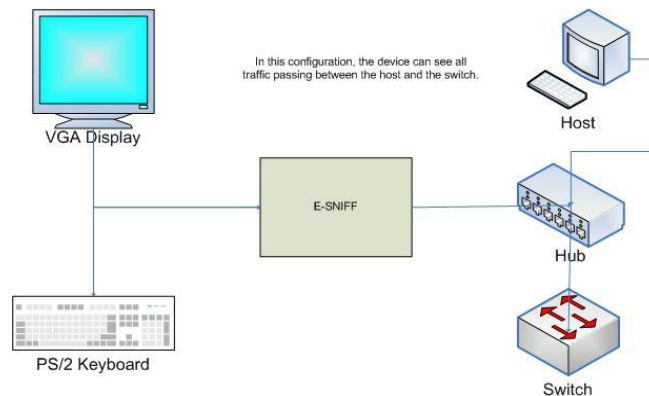 In this configuration, the device can see all
traffic passing between the host and the switch.
VGA Display
Host
E-SNIFF
Hub
PS/2 Keyboard
Switch